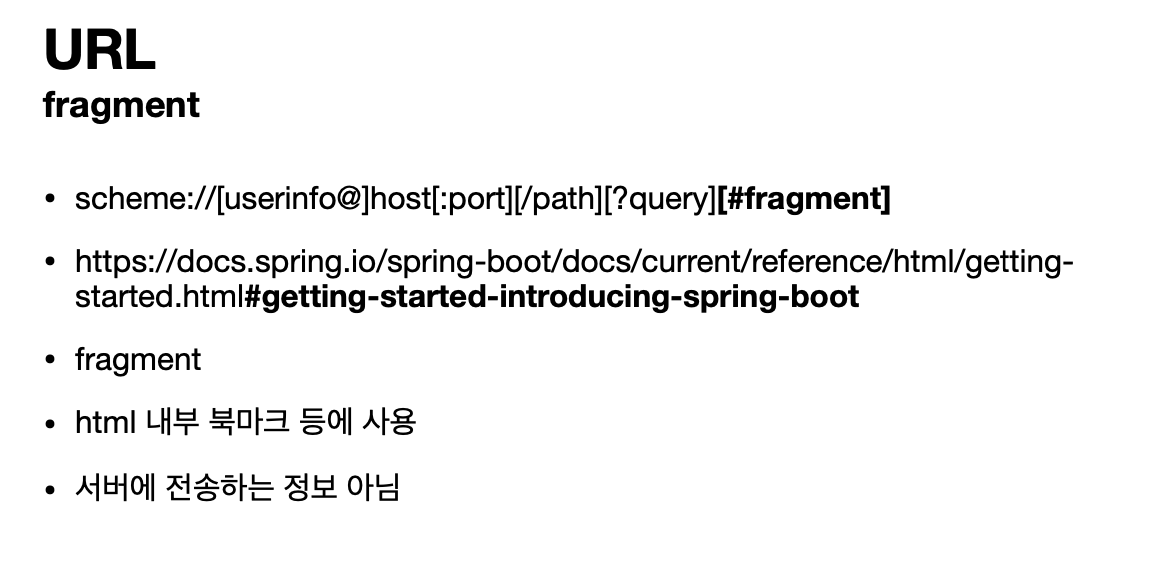 URL
fragment
• scheme://[userinfo@]host[:port][/path][?query][#fragment]
• https://docs.spring.io/spring-boot/docs/current/reference/html/getting-
started.html#getting-started-introducing-spring-boot
• fragment
• html 내부 북마크 등에 사용
• 서버에 전송하는 정보 아님